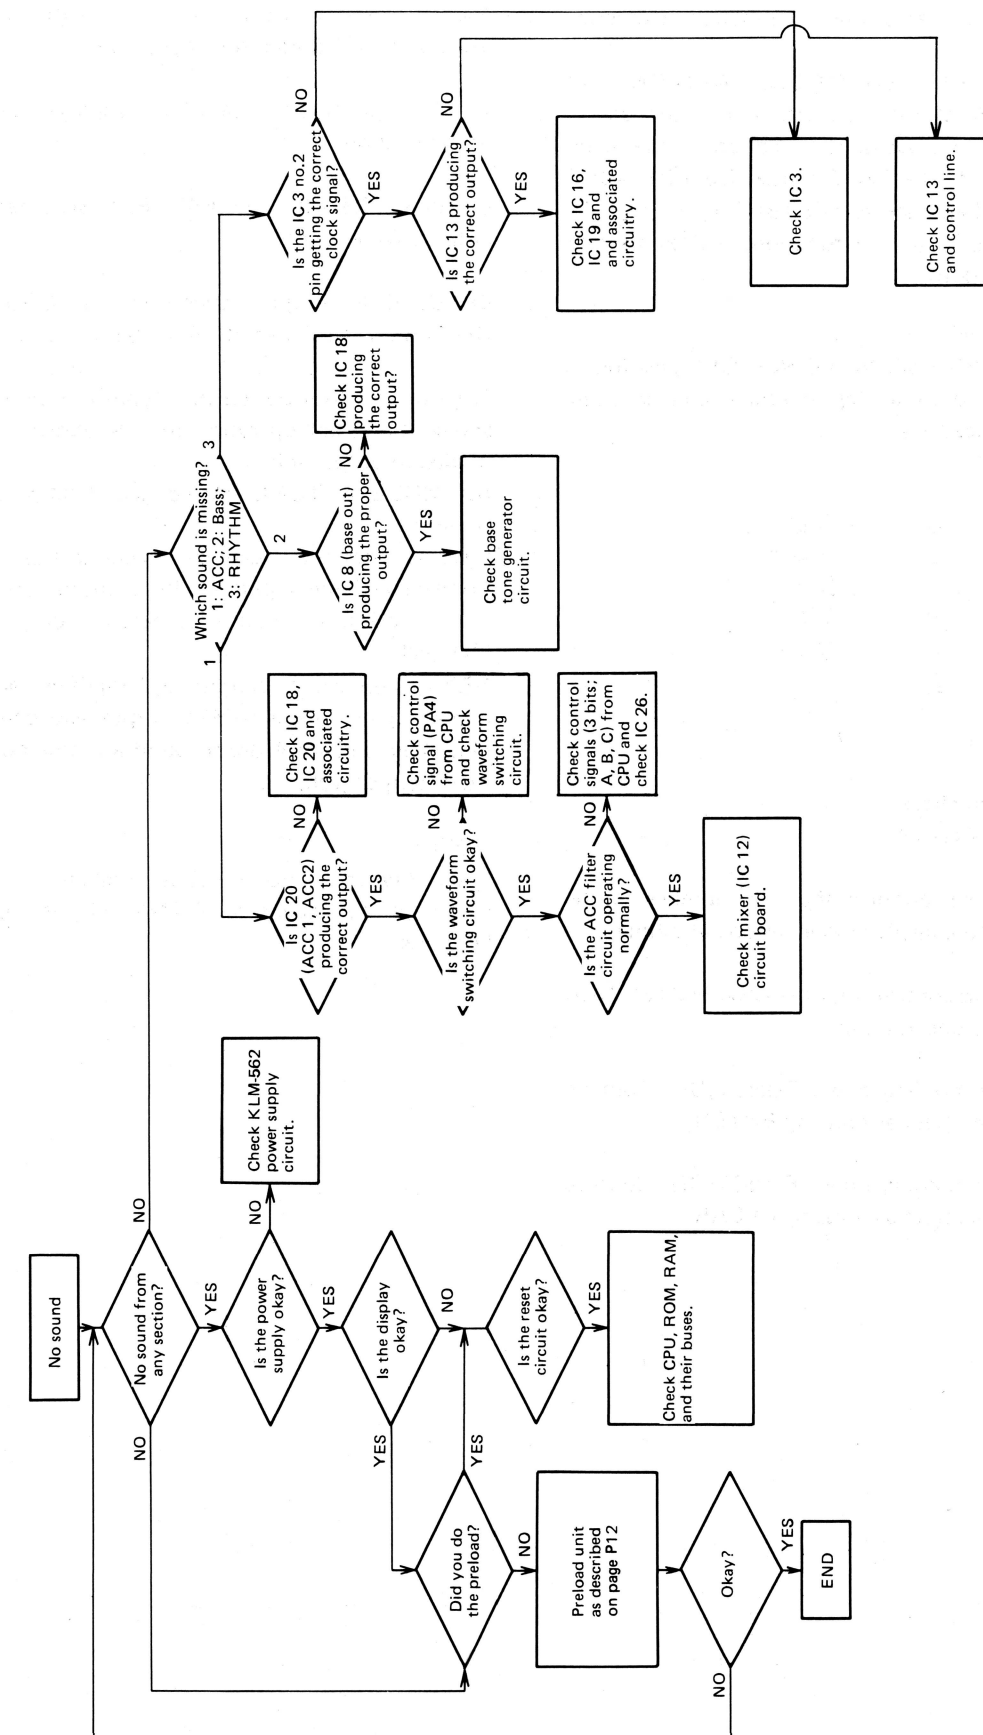 No sound
No sound from
any section?
NO
NO
YES
Is the power
supply okay?
NO
Check KLM-562
power supply
circuit.
YES
Is the display
okay?
YES
NO
Did you do
the preload?
YES
NO
Is the reset
circuit okay?
YES
Check CPU, ROM, RAM,
and their buses.
Preload unit
as described
on page P12
Okay?
NO
YES
END
Which sound is missing?
1: ACC; 2: Bass;
3: RHYTHM
1
2
3
Is IC 20
(ACC 1, ACC2)
producing the
correct output?
NO
Check IC 18,
IC 20 and
associated
circuitry.
YES
Is the waveform
switching circuit okay?
NO
Check control
signal (PA4)
from CPU
and check
waveform
switching
circuit.
YES
Is the ACC filter
circuit operating
normally?
NO
Check control
signals (3 bits;
A, B, C) from
CPU and
check IC 26.
YES
Check mixer (IC 12)
circuit board.
Is IC 8 (base out)
producing the proper
output?
NO
Check IC 18
producing
the correct
output?
YES
Check base
tone generator
circuit.
Is the IC 3 no.2
pin getting the correct
clock signal?
NO
YES
Is IC 13 producing
the correct output?
NO
YES
Check IC 16,
IC 19 and
and associated
circuitry.
Check IC 3.
Check IC 13
and control line.